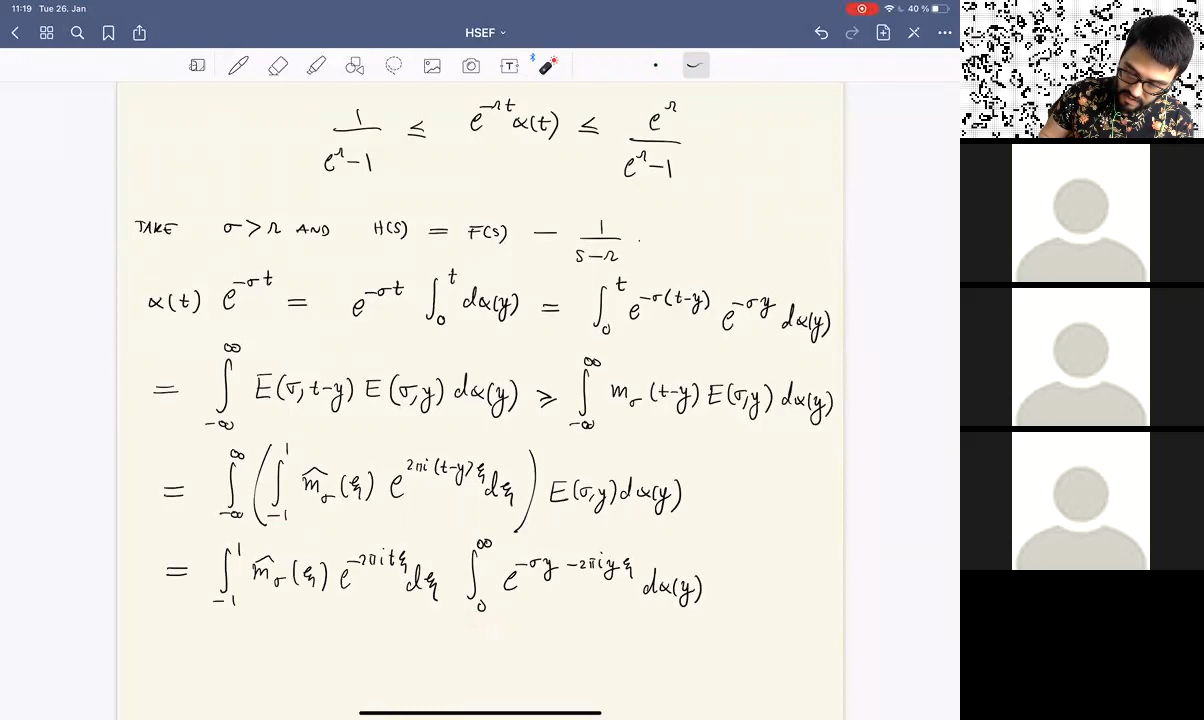 11:19 Tue 26. Jan 40 %
HSEF
1/(e^r − 1) ≤ e^{−rt} α(t) ≤ e^r/(e^r − 1)
TAKE σ > r AND H(s) = F(s) − 1/(s−r).
α(t) e^{−σt} = e^{−σt} ∫_0^t dα(y) = ∫_0^t e^{−σ(t−y)} e^{−σy} dα(y)
= ∫_{−∞}^{∞} E(σ, t−y) E(σ, y) dα(y) ≥ ∫_{−∞}^{∞} m_σ(t−y) E(σ, y) dα(y)
= ∫_{−∞}^{∞} ( ∫_{−1}^{1} \hat{m}_σ(ξ) e^{2πi(t−y)ξ} dξ ) E(σ, y) dα(y)
= ∫_{−1}^{1} \hat{m}_σ(ξ) e^{−2πitξ} dξ ∫_0^∞ e^{−σy −2πiyξ} dα(y)